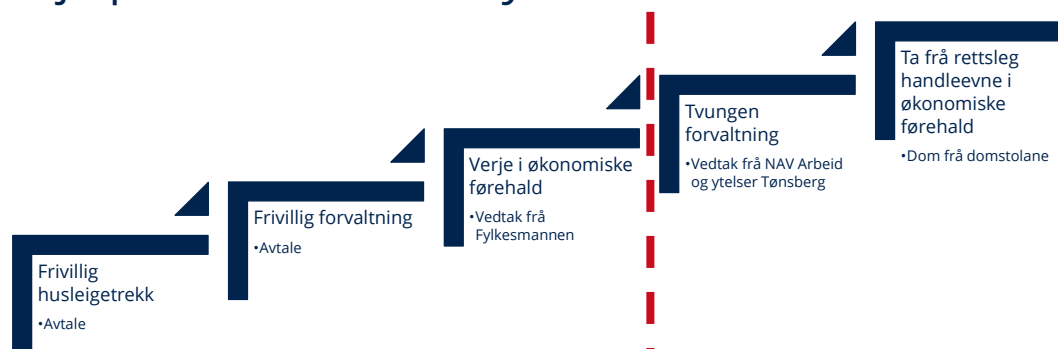 Frivillig
husleigetrekk
•Avtale
Frivillig forvaltning
•Avtale
Verje i økonomiske
førehald
•Vedtak frå
Fylkesmannen
Tvungen
forvaltning
•Vedtak frå NAV Arbeid
og ytelser Tønsberg
Ta frå rettsleg
handleevne i
økonomiske
førehald
•Dom frå domstolane